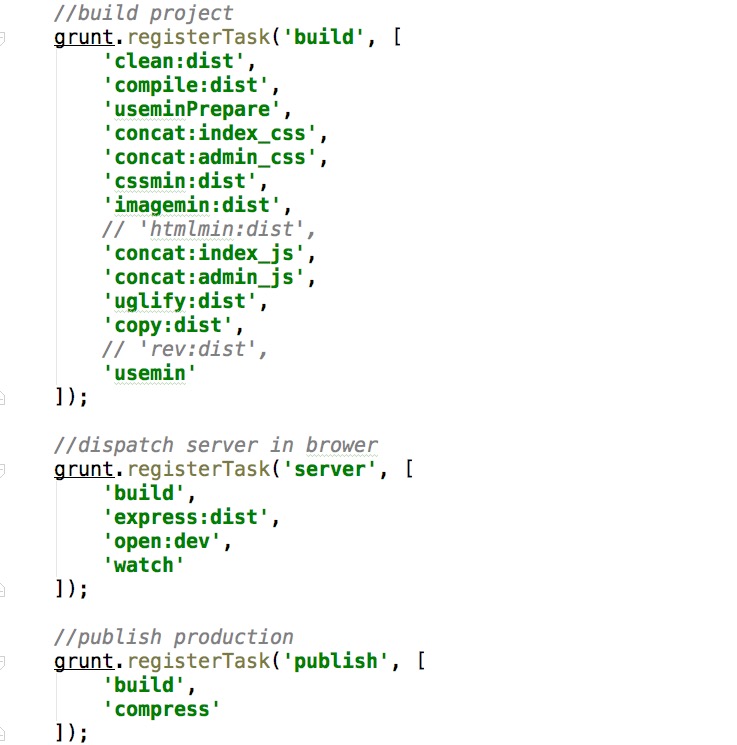 //build project
grunt.registerTask('build', [
    'clean:dist',
    'compile:dist',
    'useminPrepare',
    'concat:index_css',
    'concat:admin_css',
    'cssmin:dist',
    'imagemin:dist',
    // 'htmlmin:dist',
    'concat:index_js',
    'concat:admin_js',
    'uglify:dist',
    'copy:dist',
    // 'rev:dist',
    'usemin'
]);

//dispatch server in brower
grunt.registerTask('server', [
    'build',
    'express:dist',
    'open:dev',
    'watch'
]);

//publish production
grunt.registerTask('publish', [
    'build',
    'compress'
]);